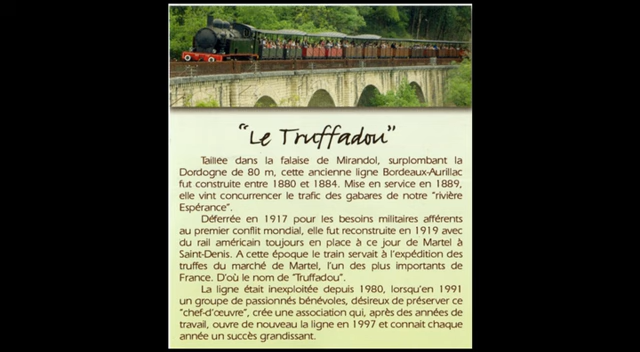 "Le Truffadou"
Taillée dans la falaise de Mirandol, surplombant la
Dordogne de 80 m, cette ancienne ligne Bordeaux-Aurillac
fut construite entre 1880 et 1884. Mise en service en 1889,
elle vint concurrencer le trafic des gabares de notre "rivière
Espérance".
Déferrée en 1917 pour les besoins militaires afférents
au premier conflit mondial, elle fut reconstruite en 1919 avec
du rail américain toujours en place à ce jour de Martel à
Saint-Denis. A cette époque le train servait à l'expédition des
truffes du marché de Martel, l'un des plus importants de
France. D'où le nom de "Truffadou".
La ligne était inexploitée depuis 1980, lorsqu'en 1991
un groupe de passionnés bénévoles, désireux de préserver ce
"chef-d'œuvre", crée une association qui, après des années de
travail, ouvre de nouveau la ligne en 1997 et connait chaque
année un succès grandissant.